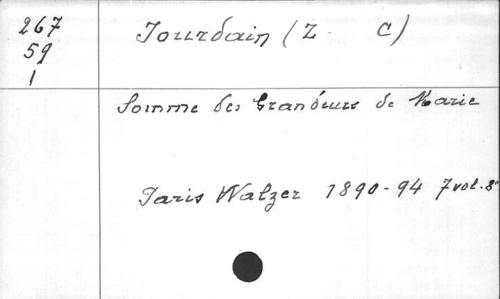 267
59
1
Jourdain (Z C)
Somme des Grandeurs de Marie
Paris Walzer 1890-94 7 vol. 8°